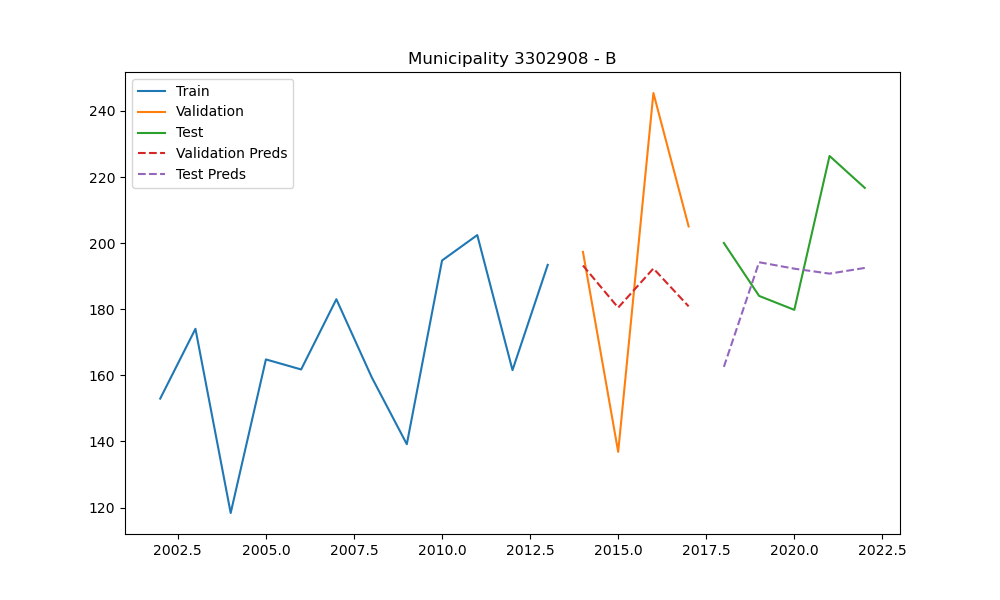 Municipality 3302908 - B
Train
Validation
Test
Validation Preds
Test Preds
240
220
200
180
160
140
120
2002.5 2005.0 2007.5 2010.0 2012.5 2015.0 2017.5 2020.0 2022.5